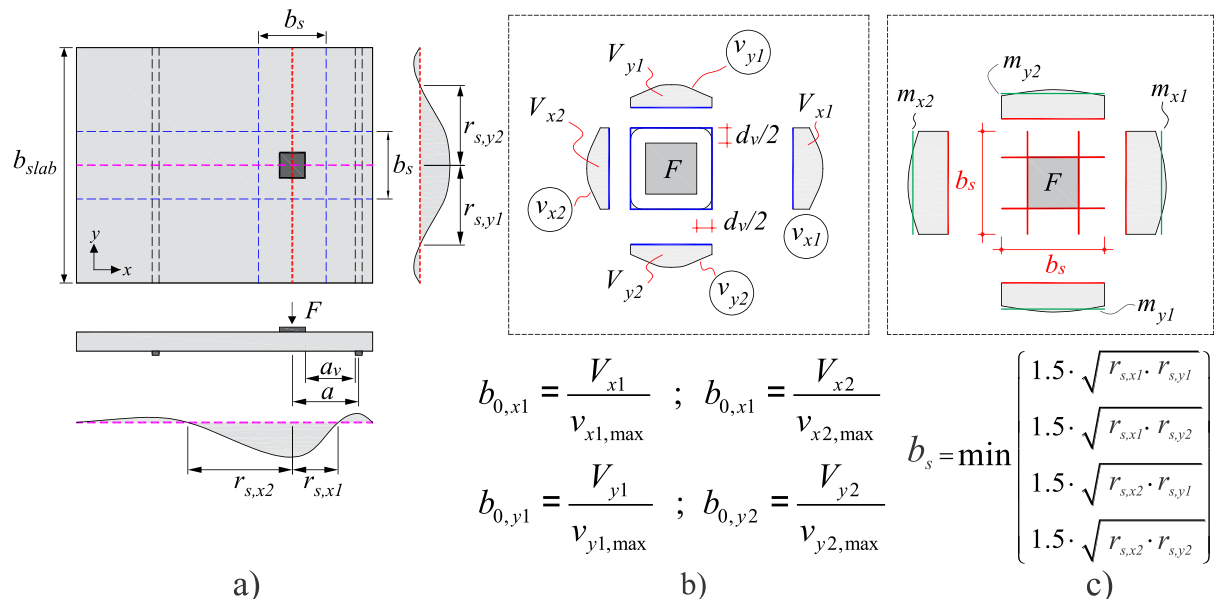 b_s
b_slab
b_s
r_s,y2
r_s,y1
y
x
F
a_v
a
r_s,x2
r_s,x1
a)
V_y1
v_y1
V_x2
V_x1
d_v/2
F
v_x2
d_v/2
v_x1
V_y2
v_y2
b_0,x1 = V_x1 / v_x1,max ; b_0,x1 = V_x2 / v_x2,max
b_0,y1 = V_y1 / v_y1,max ; b_0,y2 = V_y2 / v_y2,max
b)
m_y2
m_x2
m_x1
b_s
F
b_s
m_y1
b_s = min
1.5 · √ r_s,x1 · r_s,y1
1.5 · √ r_s,x1 · r_s,y2
1.5 · √ r_s,x2 · r_s,y1
1.5 · √ r_s,x2 · r_s,y2
c)